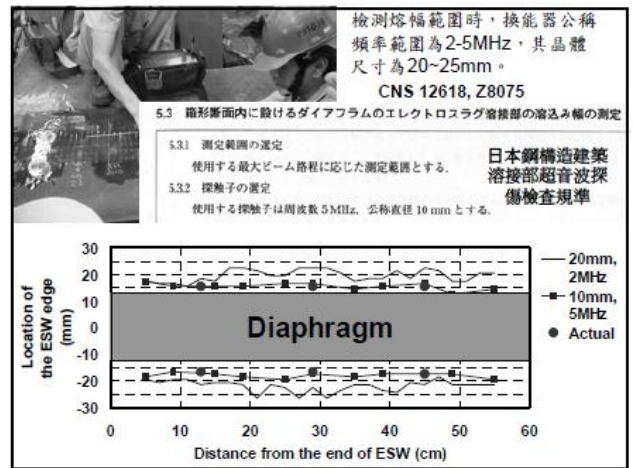 檢測熔幅範圍時，換能器公稱
頻率範圍為2-5MHz，其晶體
尺寸為20~25mm。
CNS 12618, Z8075
5.3 箱形断面内に設けるダイアフラムのエレクトロスラグ溶接部の溶込み幅の測定
5.3.1 測定範囲の選定
使用する最大ビーム路程に応じた測定範囲とする.
5.3.2 探触子の選定
使用する探触子は周波数5MHz, 公称直径10mmとする.
日本鋼構造建築
溶接部超音波探
傷檢查規準
Location of
the ESW edge
(mm)
30
20
10
0
-10
-20
-30
Diaphragm
0 10 20 30 40 50 60
Distance from the end of ESW (cm)
20mm,
2MHz
10mm,
5MHz
Actual